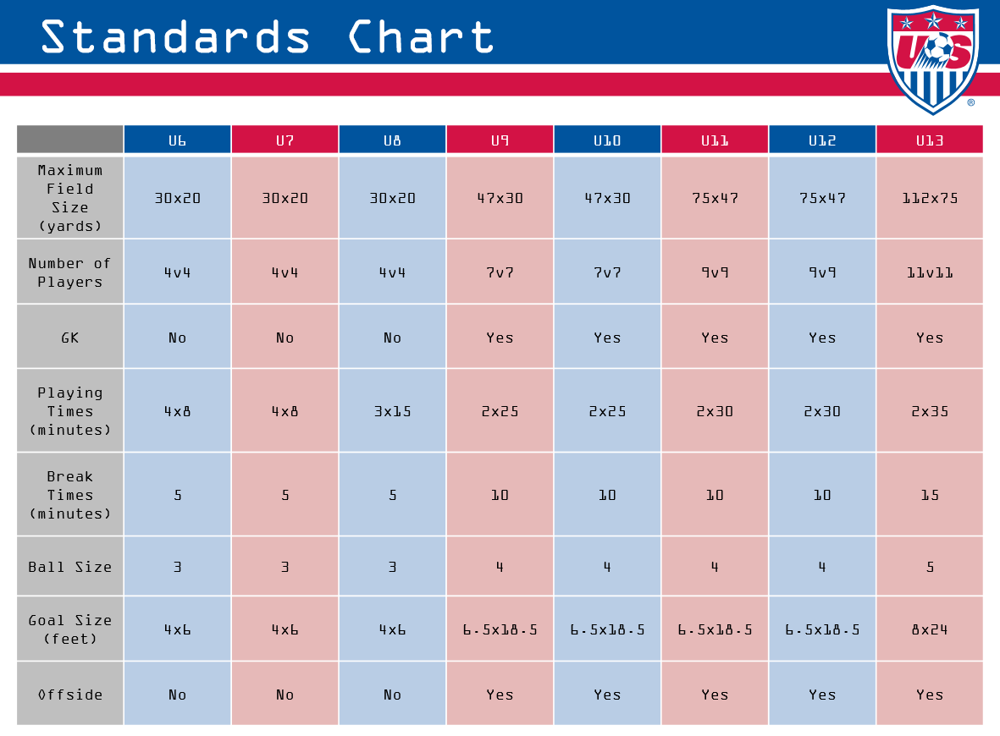 Standards Chart
US
®
U6 U7 U8 U9 U10 U11 U12 U13
Maximum
Field
Size
(yards)
30x20 30x20 30x20 47x30 47x30 75x47 75x47 112x75
Number of
Players
4v4 4v4 4v4 7v7 7v7 9v9 9v9 11v11
GK No No No Yes Yes Yes Yes Yes
Playing
Times
(minutes)
4x8 4x8 3x15 2x25 2x25 2x30 2x30 2x35
Break
Times
(minutes)
5 5 5 10 10 10 10 15
Ball Size 3 3 3 4 4 4 4 5
Goal Size
(feet)
4x6 4x6 4x6 6.5x18.5 6.5x18.5 6.5x18.5 6.5x18.5 8x24
Offside No No No Yes Yes Yes Yes Yes